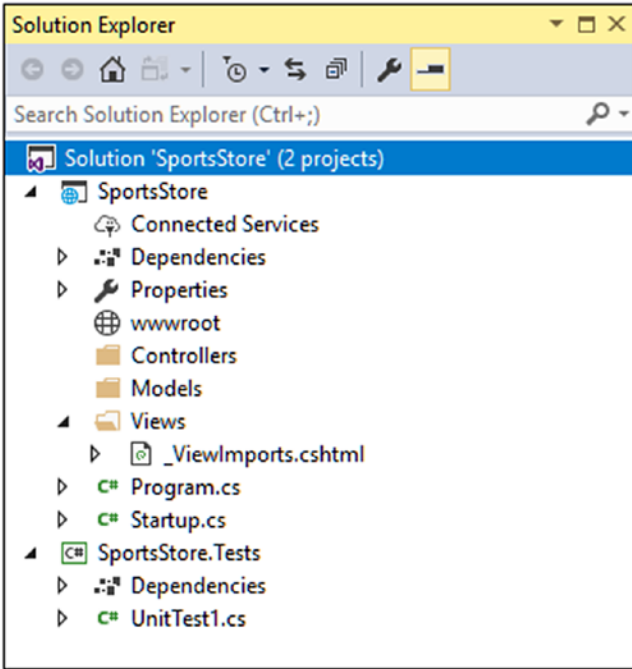 Solution Explorer
Search Solution Explorer (Ctrl+;)
Solution 'SportsStore' (2 projects)
SportsStore
Connected Services
Dependencies
Properties
wwwroot
Controllers
Models
Views
_ViewImports.cshtml
C# Program.cs
C# Startup.cs
C# SportsStore.Tests
Dependencies
C# UnitTest1.cs